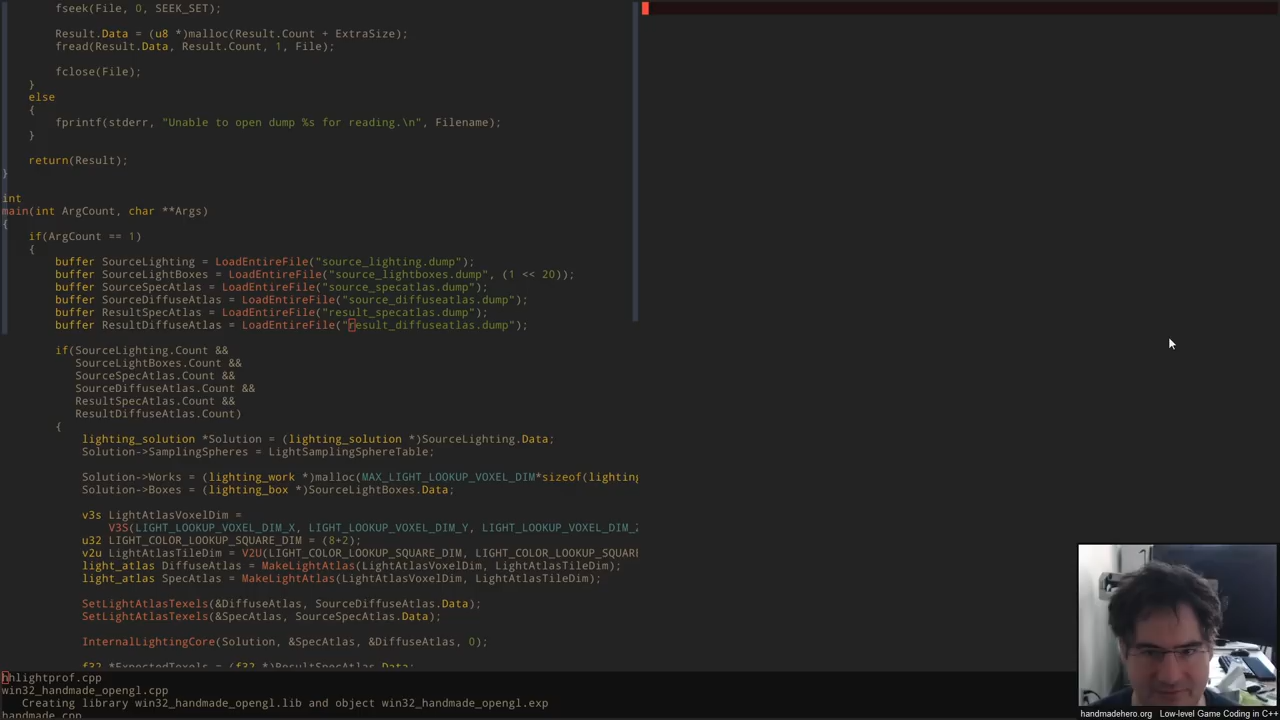 fseek(File, 0, SEEK_SET);
Result.Data = (u8 *)malloc(Result.Count + ExtraSize);
fread(Result.Data, Result.Count, 1, File);
fclose(File);
}
else
{
fprintf(stderr, "Unable to open dump %s for reading.\n", Filename);
}
return(Result);
}
int
main(int ArgCount, char **Args)
{
if(ArgCount == 1)
{
buffer SourceLighting = LoadEntireFile("source_lighting.dump");
buffer SourceLightBoxes = LoadEntireFile("source_lightboxes.dump", (1 << 20));
buffer SourceSpecAtlas = LoadEntireFile("source_specatlas.dump");
buffer SourceDiffuseAtlas = LoadEntireFile("source_diffuseatlas.dump");
buffer ResultSpecAtlas = LoadEntireFile("result_specatlas.dump");
buffer ResultDiffuseAtlas = LoadEntireFile("result_diffuseatlas.dump");
if(SourceLighting.Count &&
SourceLightBoxes.Count &&
SourceSpecAtlas.Count &&
SourceDiffuseAtlas.Count &&
ResultSpecAtlas.Count &&
ResultDiffuseAtlas.Count)
{
lighting_solution *Solution = (lighting_solution *)SourceLighting.Data;
Solution->SamplingSpheres = LightSamplingSphereTable;
Solution->Works = (lighting_work *)malloc(MAX_LIGHT_LOOKUP_VOXEL_DIM*sizeof(lighting
Solution->Boxes = (lighting_box *)SourceLightBoxes.Data;
v3s LightAtlasVoxelDim =
V3S(LIGHT_LOOKUP_VOXEL_DIM_X, LIGHT_LOOKUP_VOXEL_DIM_Y, LIGHT_LOOKUP_VOXEL_DIM_
u32 LIGHT_COLOR_LOOKUP_SQUARE_DIM = (8+2);
v2u LightAtlasTileDim = V2U(LIGHT_COLOR_LOOKUP_SQUARE_DIM, LIGHT_COLOR_LOOKUP_SQUAR
light_atlas DiffuseAtlas = MakeLightAtlas(LightAtlasVoxelDim, LightAtlasTileDim);
light_atlas SpecAtlas = MakeLightAtlas(LightAtlasVoxelDim, LightAtlasTileDim);
SetLightAtlasTexels(&DiffuseAtlas, SourceDiffuseAtlas.Data);
SetLightAtlasTexels(&SpecAtlas, SourceSpecAtlas.Data);
InternalLightingCore(Solution, &SpecAtlas, &DiffuseAtlas, 0);
f32 *ExpectedTexels = (f32 *)ResultSpecAtlas.Data;
hhlightprof.cpp
win32_handmade_opengl.cpp
Creating library win32_handmade_opengl.lib and object win32_handmade_opengl.exp
handmade.cpp
handmadehero.org | Low-level Game Coding in C++